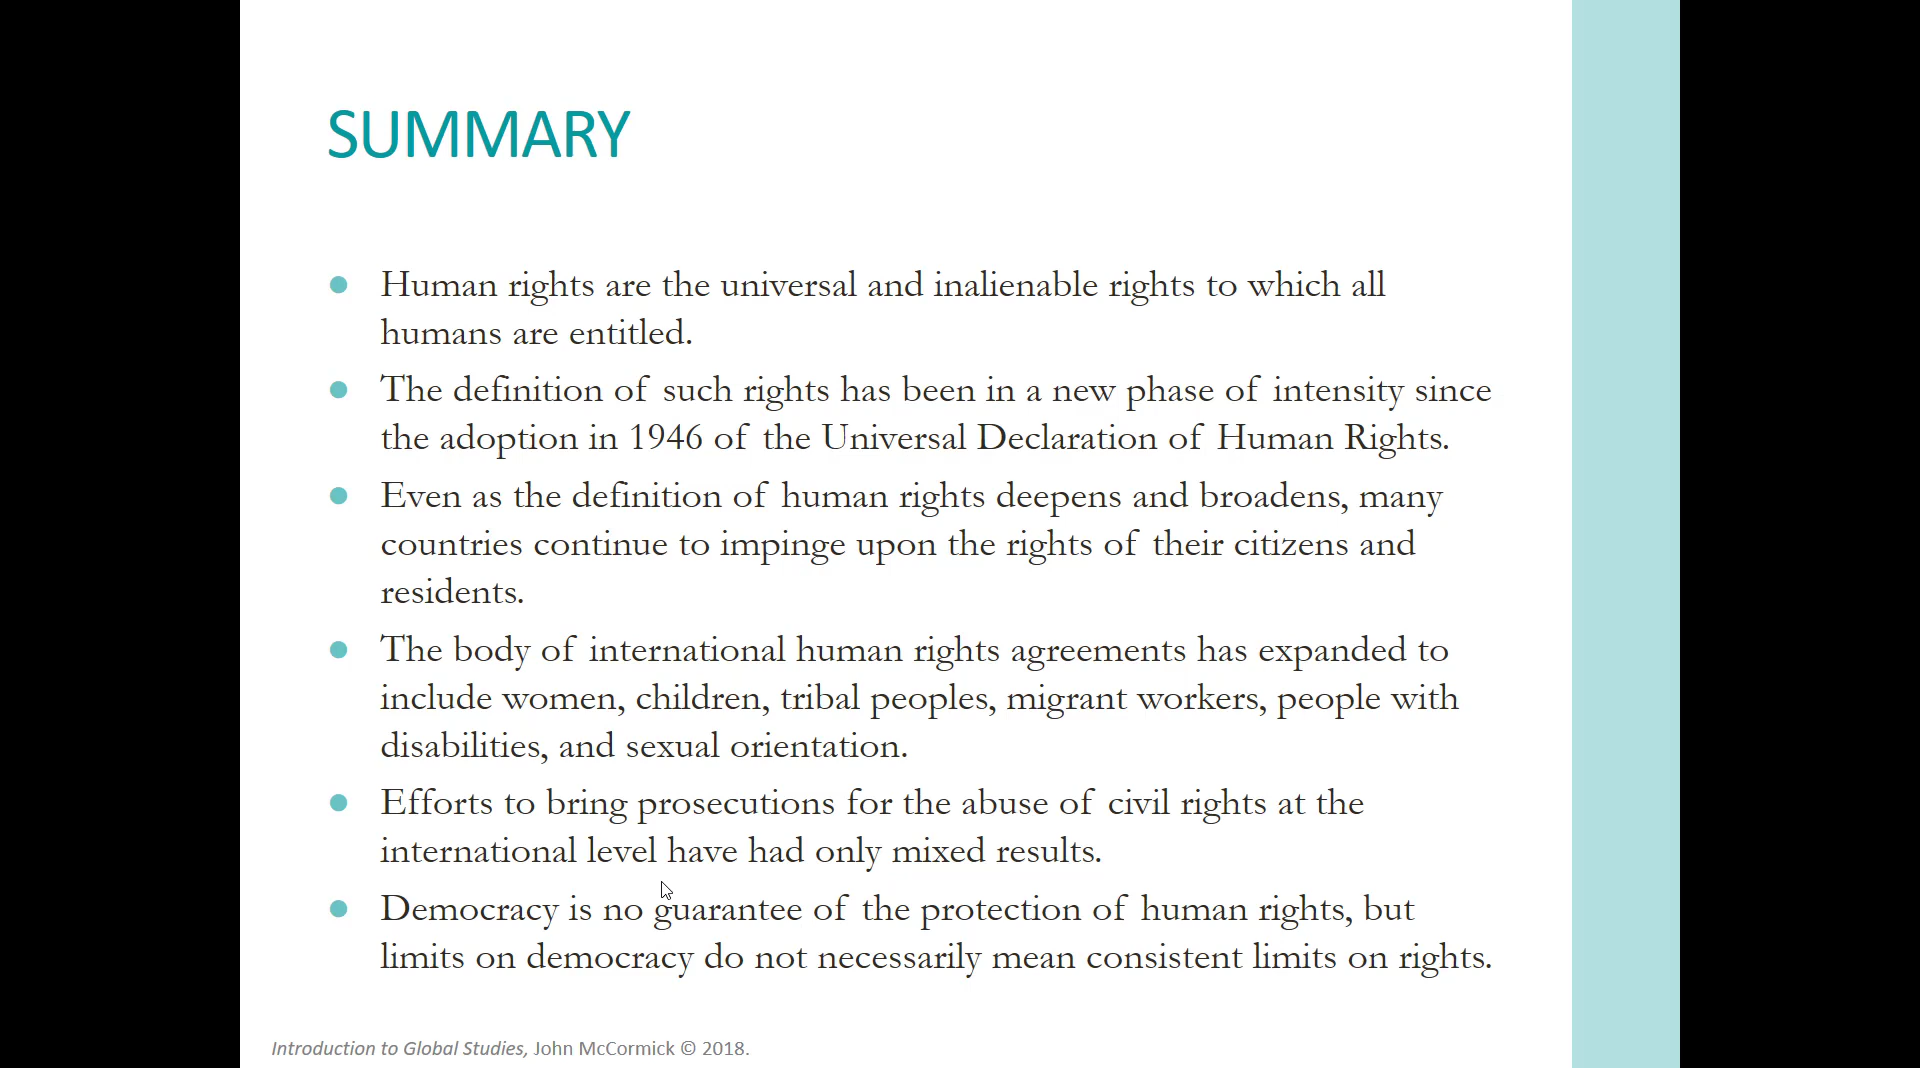 SUMMARY
● Human rights are the universal and inalienable rights to which all
humans are entitled.
● The definition of such rights has been in a new phase of intensity since
the adoption in 1946 of the Universal Declaration of Human Rights.
● Even as the definition of human rights deepens and broadens, many
countries continue to impinge upon the rights of their citizens and
residents.
● The body of international human rights agreements has expanded to
include women, children, tribal peoples, migrant workers, people with
disabilities, and sexual orientation.
● Efforts to bring prosecutions for the abuse of civil rights at the
international level have had only mixed results.
● Democracy is no guarantee of the protection of human rights, but
limits on democracy do not necessarily mean consistent limits on rights.
Introduction to Global Studies, John McCormick © 2018.